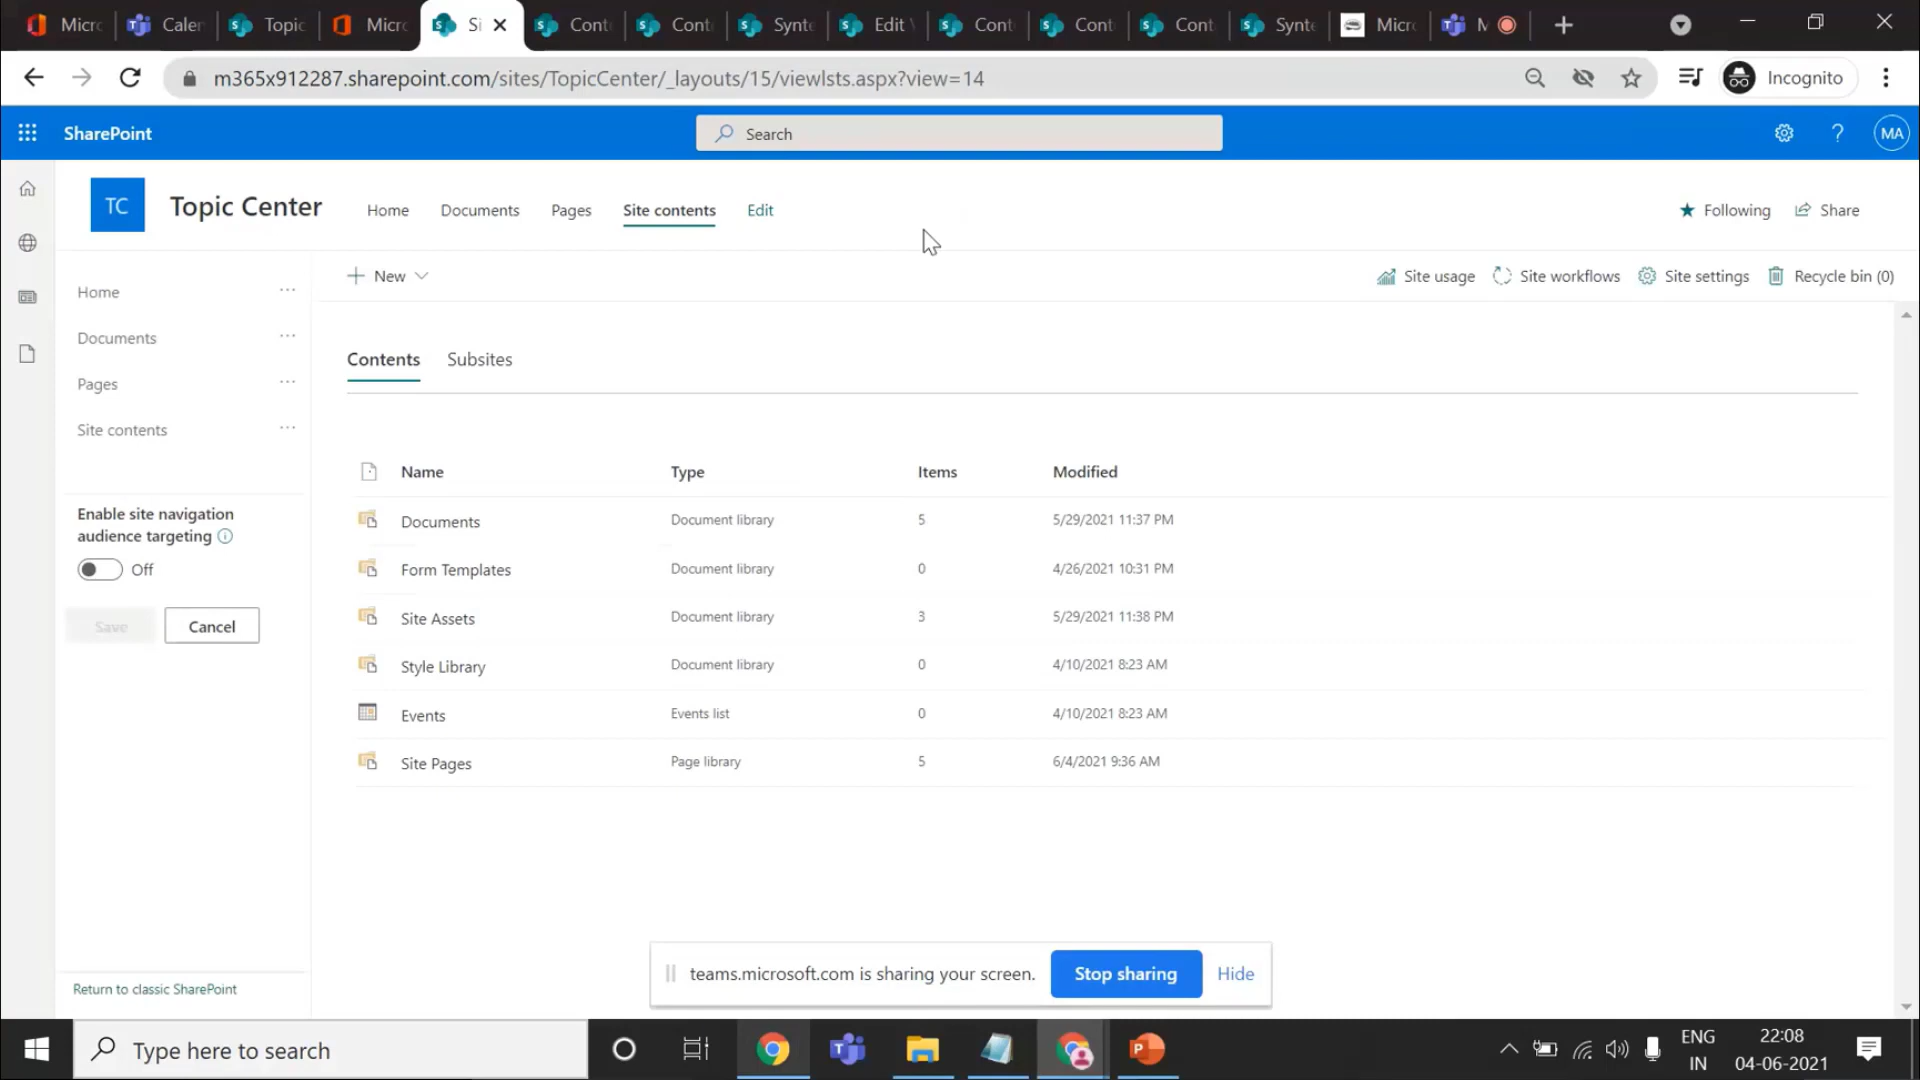 Micr
Calen
Topic
Micr
Si
Cont
Cont
Synte
Edit
Cont
Cont
Cont
Synte
Micr
M
m365x912287.sharepoint.com/sites/TopicCenter/_layouts/15/viewlsts.aspx?view=14
Incognito
SharePoint
Search
?
MA
TC
Topic Center
Home
Documents
Pages
Site contents
Edit
Following
Share
New
Site usage
Site workflows
Site settings
Recycle bin (0)
Home
Documents
Pages
Site contents
Enable site navigation
audience targeting
Off
Save
Cancel
Return to classic SharePoint
Contents
Subsites
Name Type Items Modified
Documents Document library 5 5/29/2021 11:37 PM
Form Templates Document library 0 4/26/2021 10:31 PM
Site Assets Document library 3 5/29/2021 11:38 PM
Style Library Document library 0 4/10/2021 8:23 AM
Events Events list 0 4/10/2021 8:23 AM
Site Pages Page library 5 6/4/2021 9:36 AM
teams.microsoft.com is sharing your screen.
Stop sharing
Hide
Type here to search
ENG
IN
22:08
04-06-2021